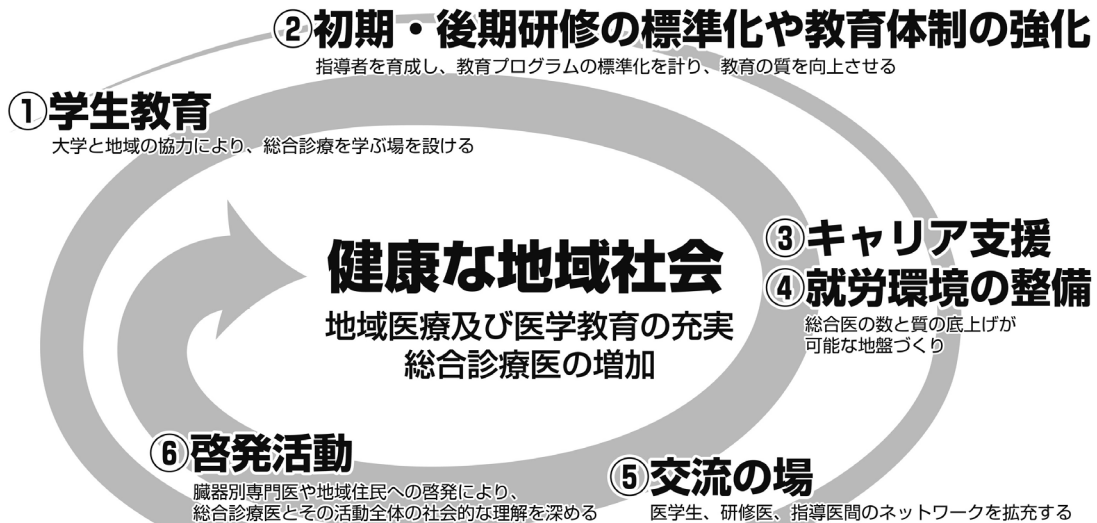 ②初期・後期研修の標準化や教育体制の強化
指導者を育成し、教育プログラムの標準化を計り、教育の質を向上させる
①学生教育
大学と地域の協力により、総合診療を学ぶ場を設ける
③キャリア支援
④就労環境の整備
総合医の数と質の底上げが
可能な地盤づくり
健康な地域社会
地域医療及び医学教育の充実
総合診療医の増加
⑥啓発活動
臓器別専門医や地域住民への啓発により、
総合診療医とその活動全体の社会的な理解を深める
⑤交流の場
医学生、研修医、指導医間のネットワークを拡充する